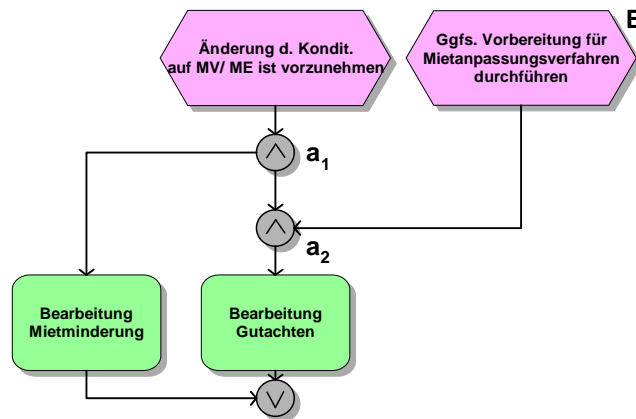 Änderung d. Kondit.
auf MV/ ME ist vorzunehmen
Ggfs. Vorbereitung für
Mietanpassungsverfahren
durchführen
E
a1
a2
Bearbeitung
Mietminderung
Bearbeitung
Gutachten